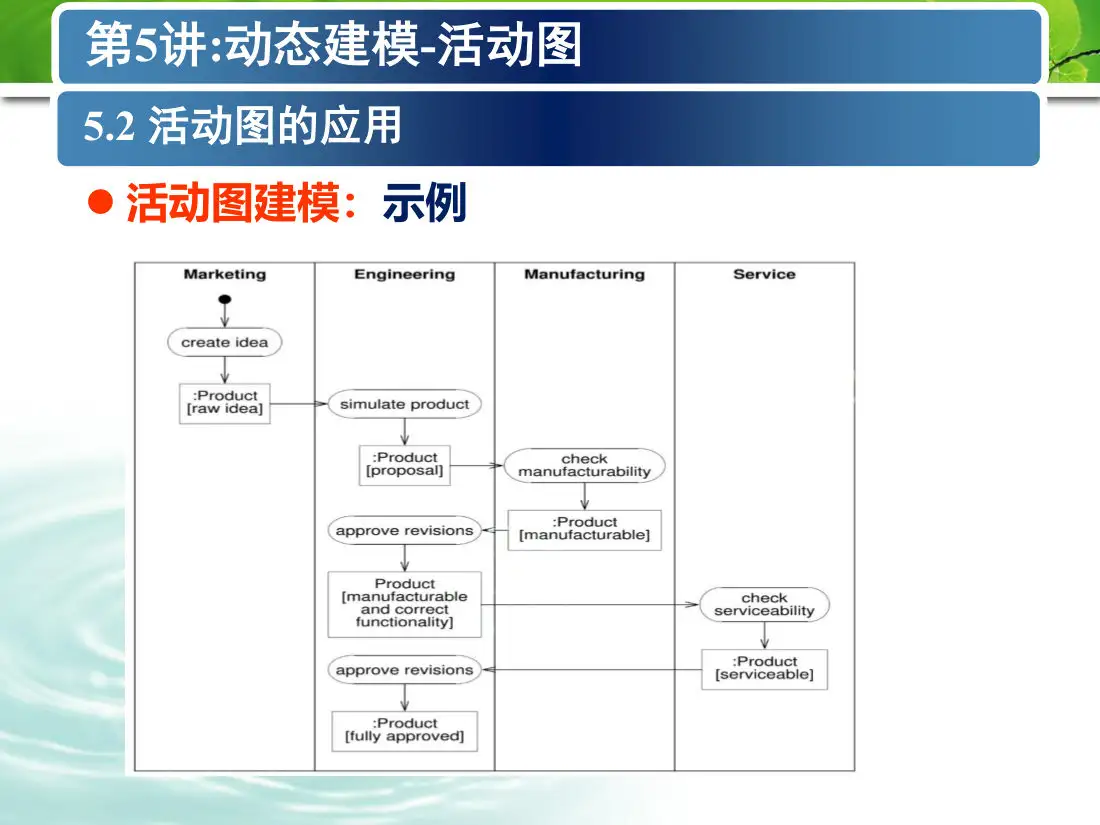 第5讲:动态建模-活动图
5.2 活动图的应用
活动图建模：示例
Marketing
Engineering
Manufacturing
Service
create idea
:Product
[raw idea]
simulate product
:Product
[proposal]
check
manufacturability
:Product
[manufacturable]
approve revisions
Product
[manufacturable
and correct
functionality]
check
serviceability
:Product
[serviceable]
approve revisions
:Product
[fully approved]